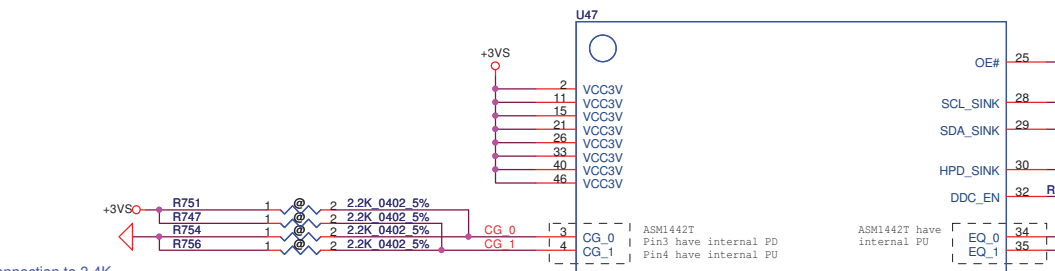 U47
+3VS
25
OE#
2 VCC3V
11 VCC3V
28
SCL_SINK
15 VCC3V
21 VCC3V
29
SDA_SINK
26 VCC3V
33 VCC3V
30
HPD_SINK
40 VCC3V
46 VCC3V
32
DDC_EN
R
+3VS
R751 1 @ 2 2.2K_0402_5%
R747 1 @ 2 2.2K_0402_5%
R754 1 @ 2 2.2K_0402_5%
R756 1 @ 2 2.2K_0402_5%
CG_0 3 CG_0
CG_1 4 CG_1
ASM1442T
Pin3 have internal PD
Pin4 have internal PU
ASM1442T have
internal PU
EQ_0 34
EQ_1 35